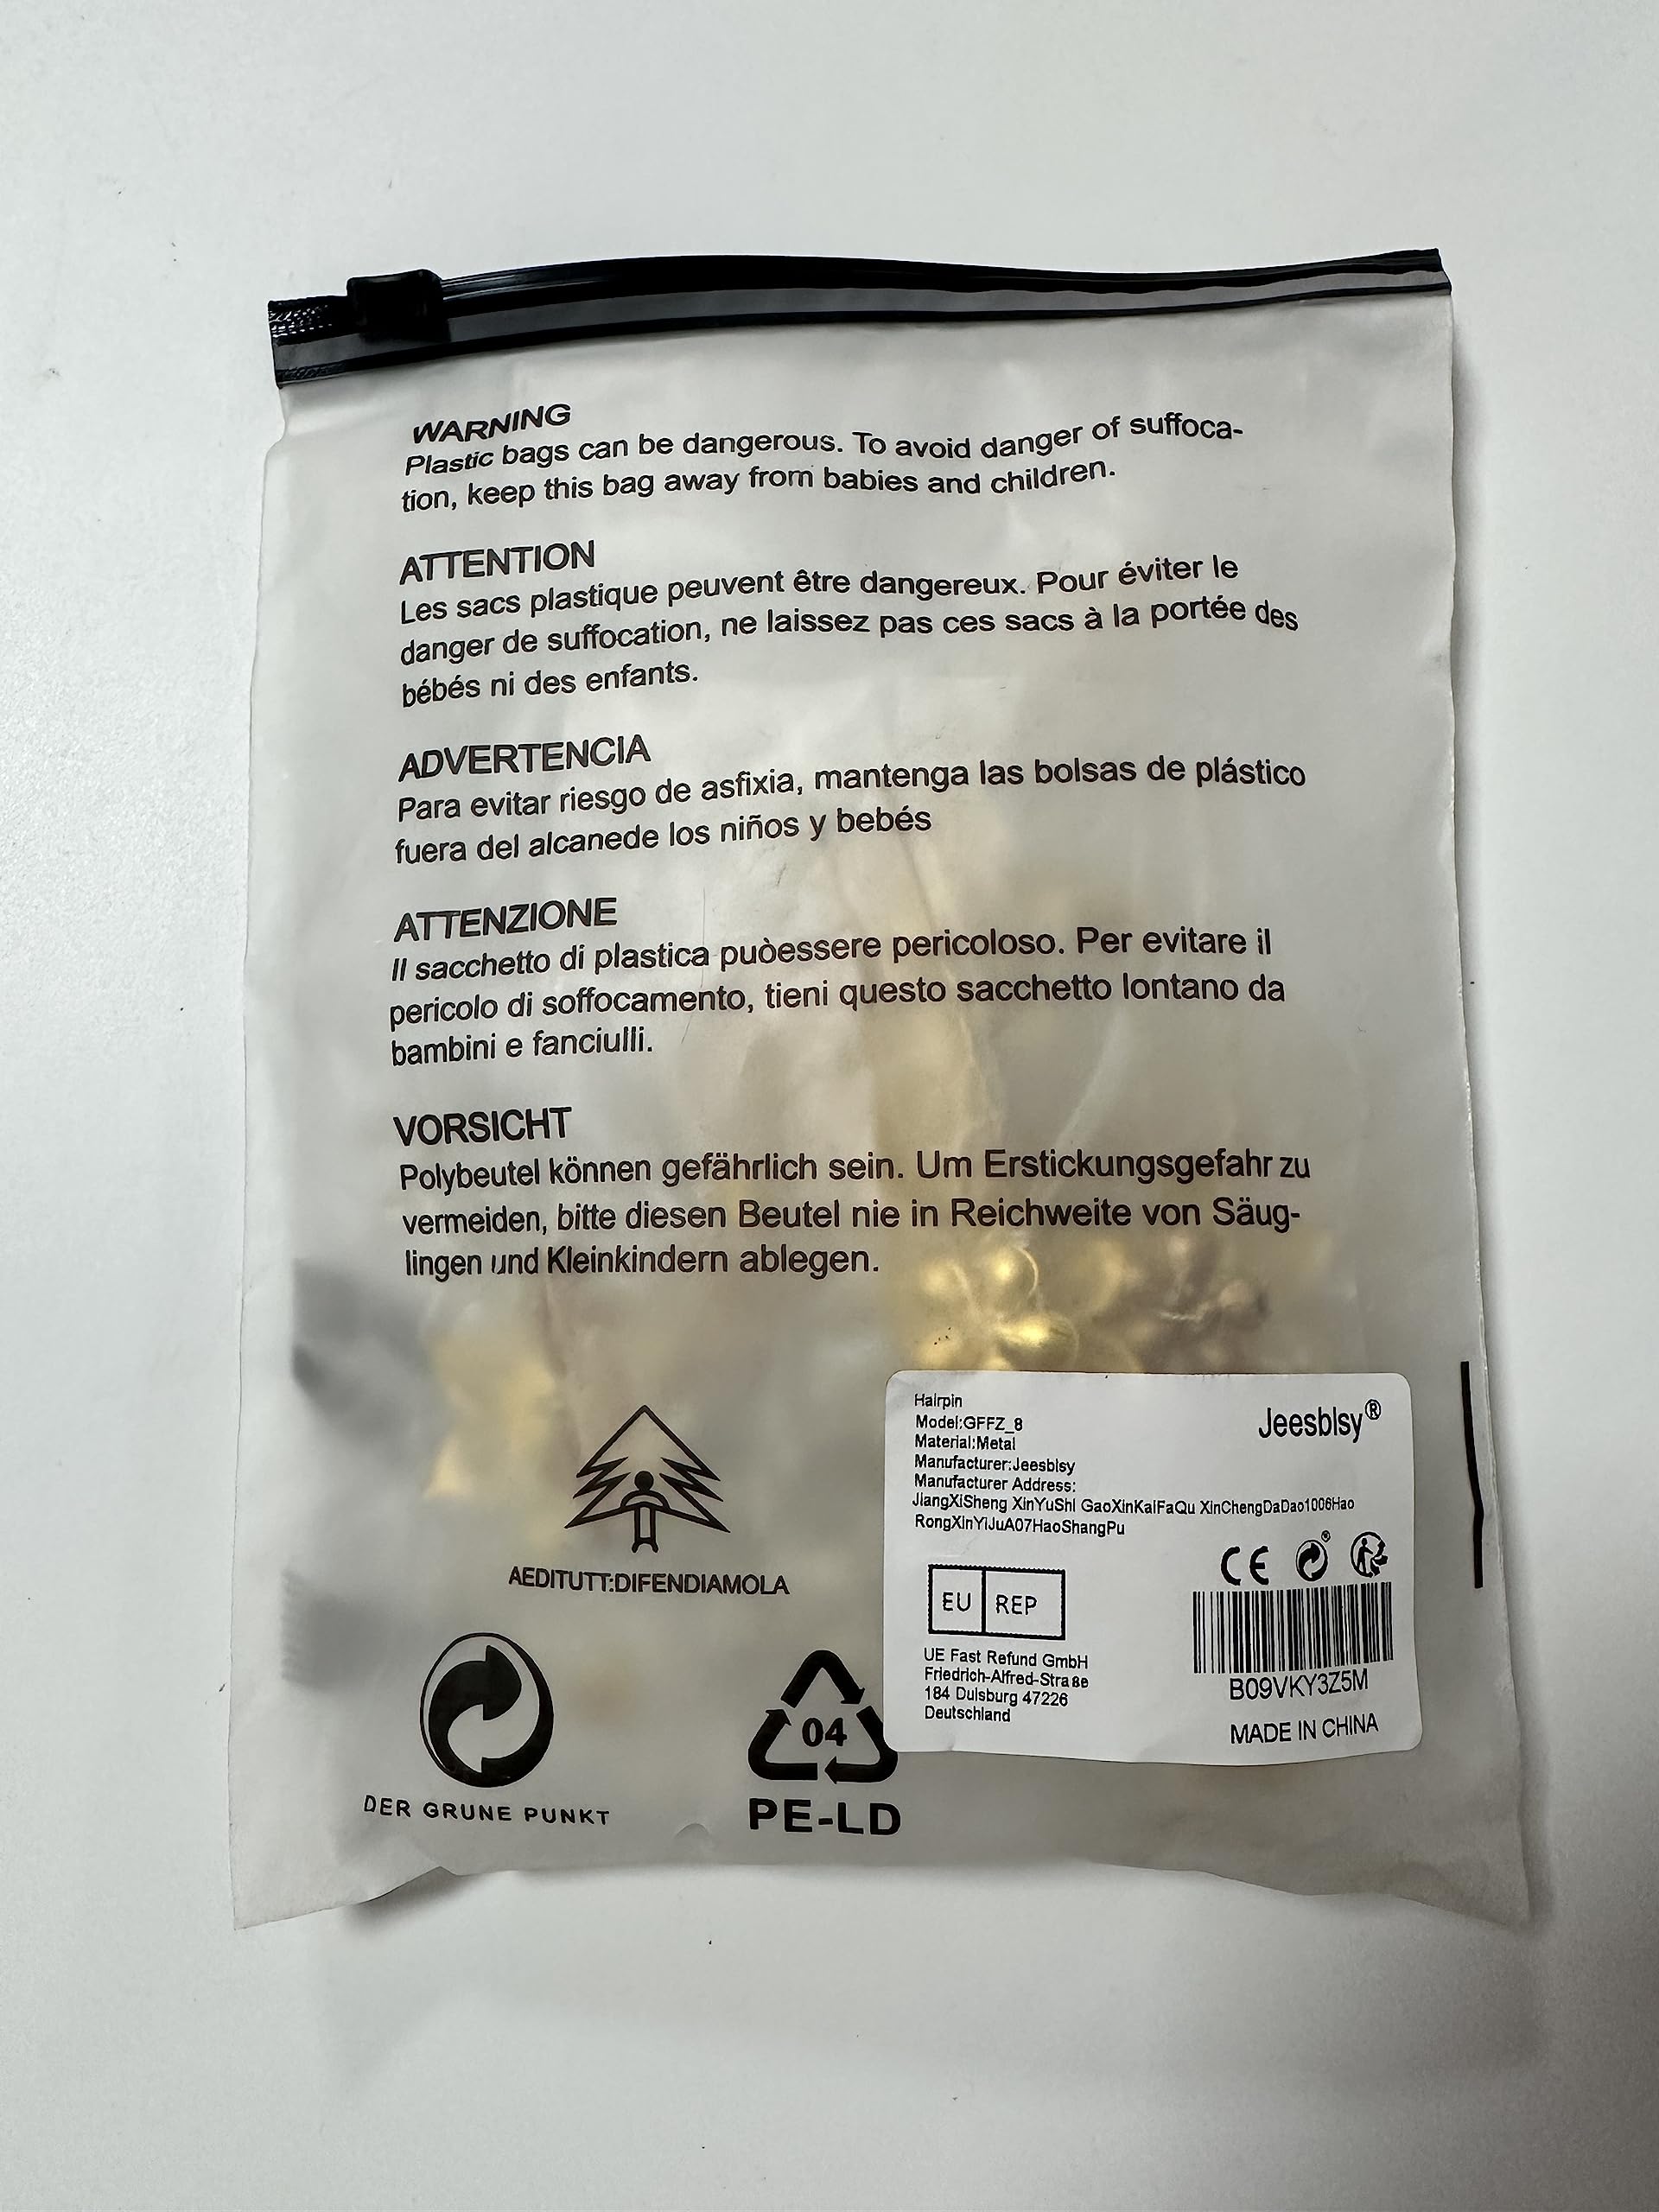 WARNING
Plastic bags can be dangerous. To avoid danger of suffoca-
tion, keep this bag away from babies and children.
ATTENTION
Les sacs plastique peuvent être dangereux. Pour éviter le
danger de suffocation, ne laissez pas ces sacs à la portée des
bébés ni des enfants.
ADVERTENCIA
Para evitar riesgo de asfixia, mantenga las bolsas de plástico
fuera del alcanede los niños y bebés
ATTENZIONE
Il sacchetto di plastica puòessere pericoloso. Per evitare il
pericolo di soffocamento, tieni questo sacchetto lontano da
bambini e fanciulli.
VORSICHT
Polybeutel können gefährlich sein. Um Erstickungsgefahr zu
vermeiden, bitte diesen Beutel nie in Reichweite von Säug-
lingen und Kleinkindern ablegen.
AEDITUTT:DIFENDIAMOLA
DER GRUNE PUNKT
04
PE-LD
Hairpin
Model:GFFZ_8
Material:Metal
Manufacturer:Jeesblsy
Manufacturer Address:
JiangXiSheng XinYuShi GaoXinKaiFaQu XinChengDaDao1006Hao
RongXinYiJuA07HaoShangPu
Jeesblsy®
CE
EU REP
UE Fast Refund GmbH
Friedrich-Alfred-Straße
184 Duisburg 47226
Deutschland
B09VKY3Z5M
MADE IN CHINA